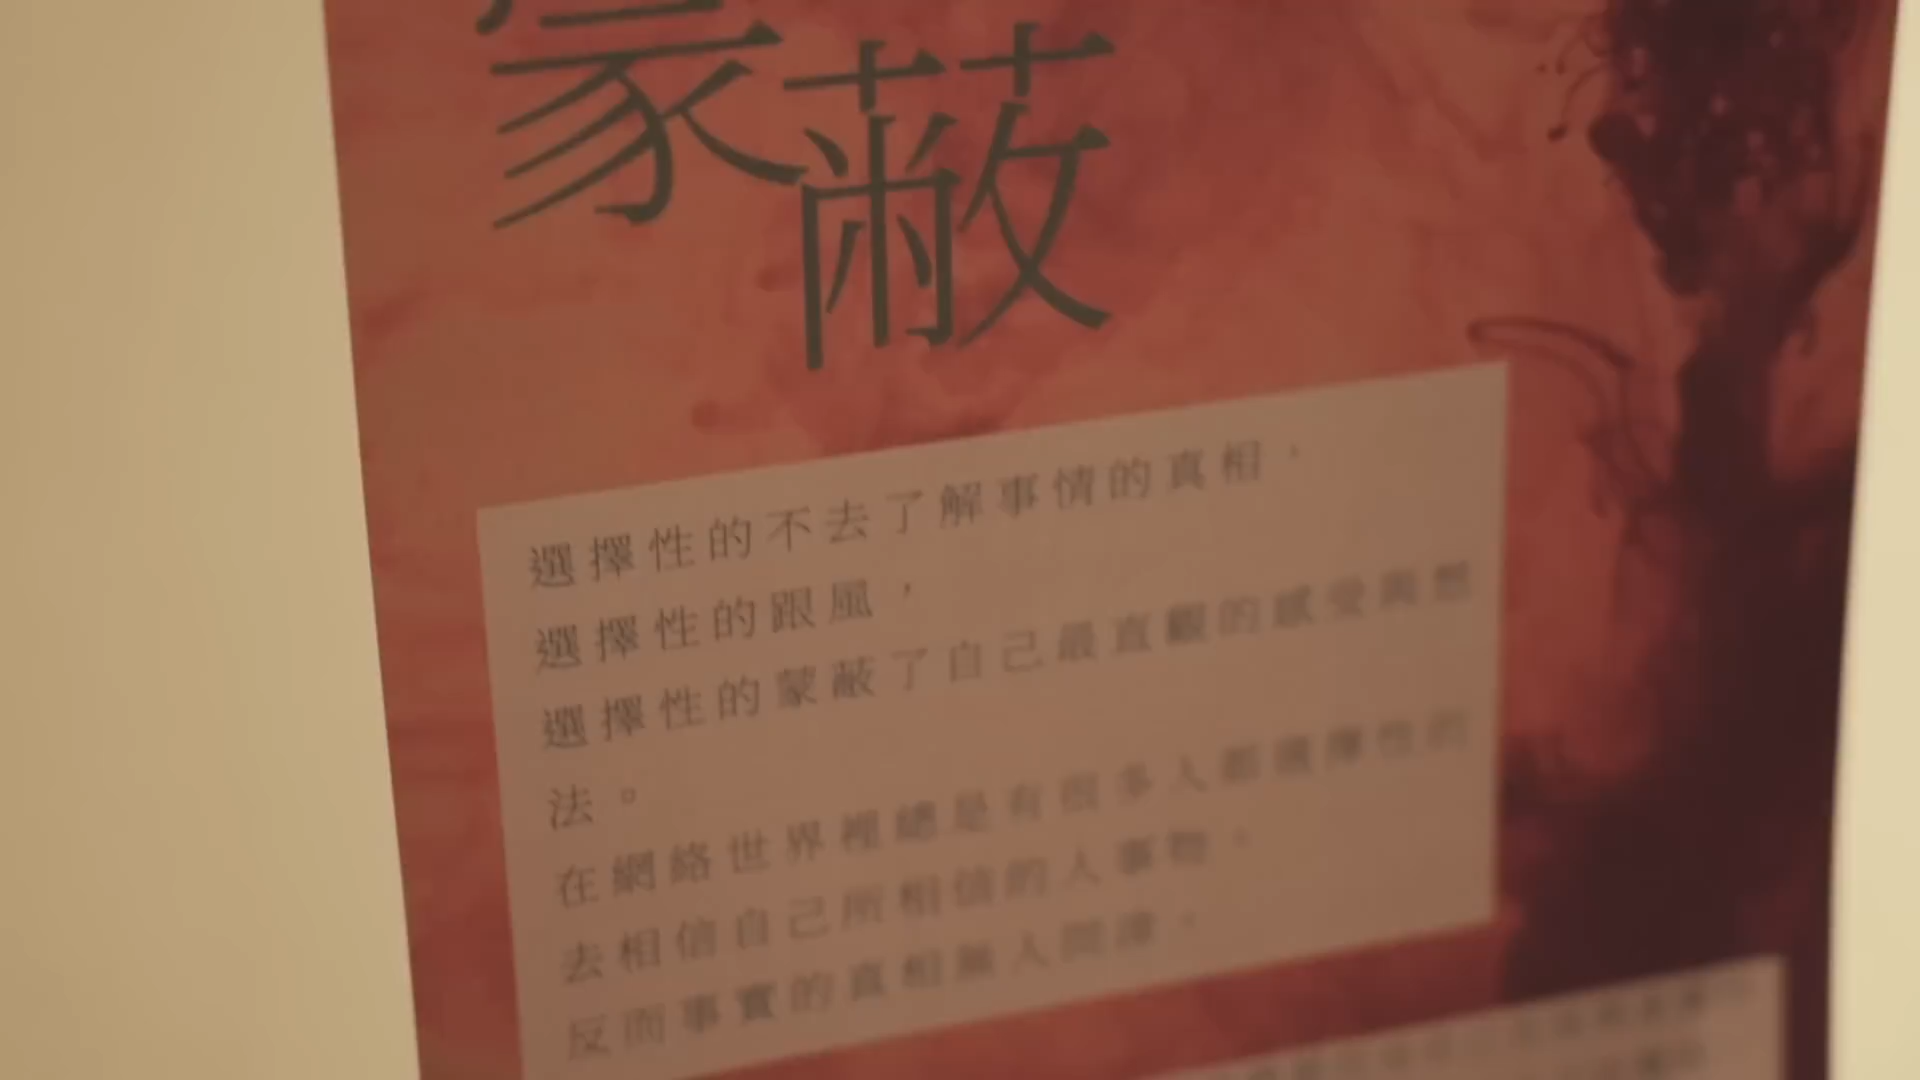 蒙蔽
選擇性的不去了解事情的真相，
選擇性的跟風，
選擇性的蒙蔽了自己最直觀的感受與想
法。
在網絡世界裡總是有很多人都選擇性的
去相信自己所相信的人事物。
反而事實的真相無人問津。